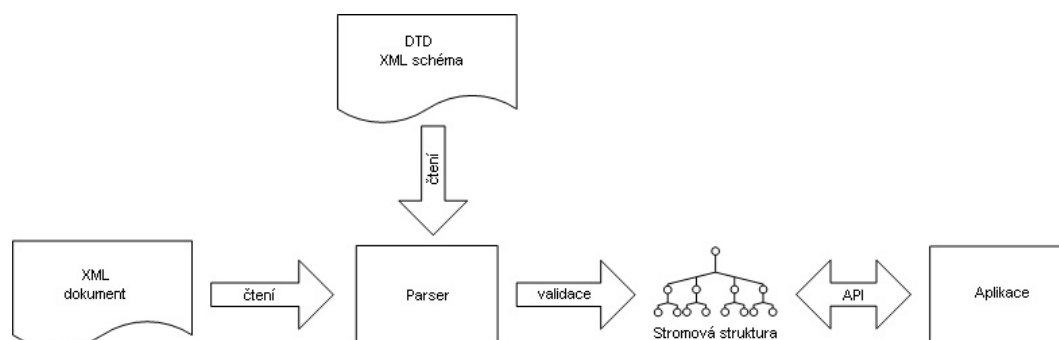 DTD
XML schéma
čtení
XML
dokument
čtení
Parser
validace
Stromová struktura
API
Aplikace